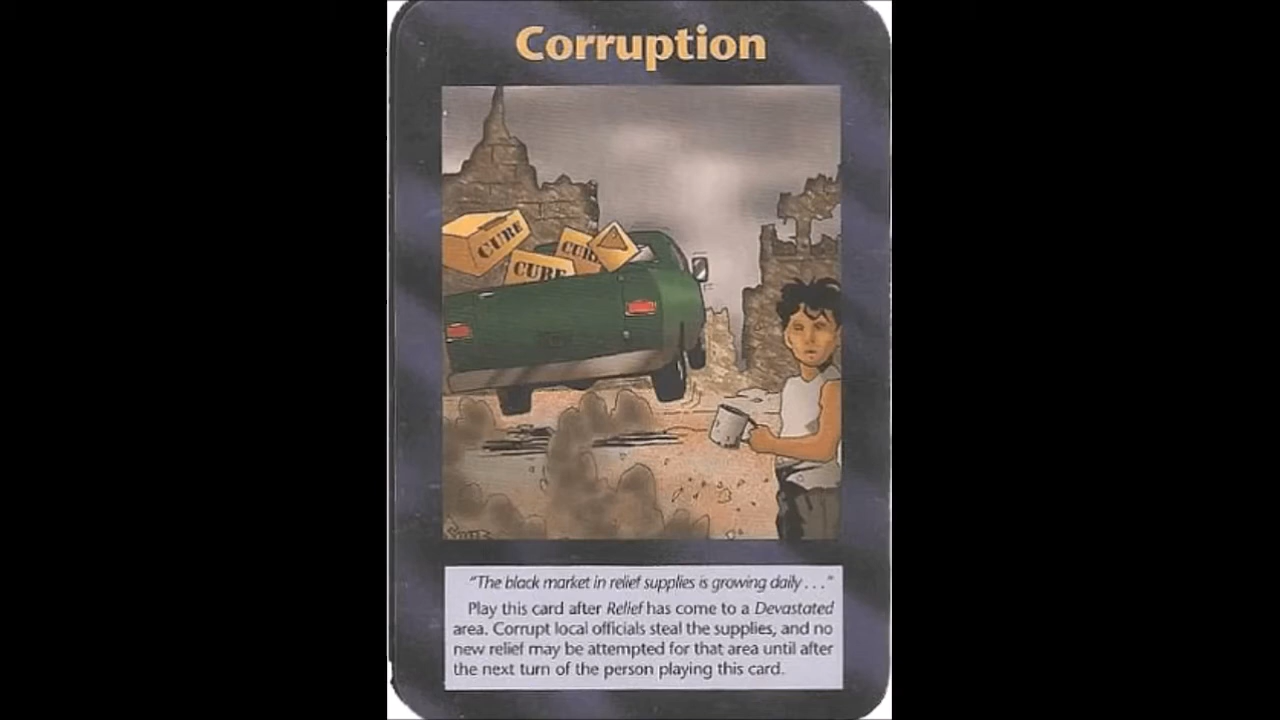 Corruption
CURE
CURE
CURE
"The black market in relief supplies is growing daily . . ."
Play this card after Relief has come to a Devastated
area. Corrupt local officials steal the supplies, and no
new relief may be attempted for that area until after
the next turn of the person playing this card.